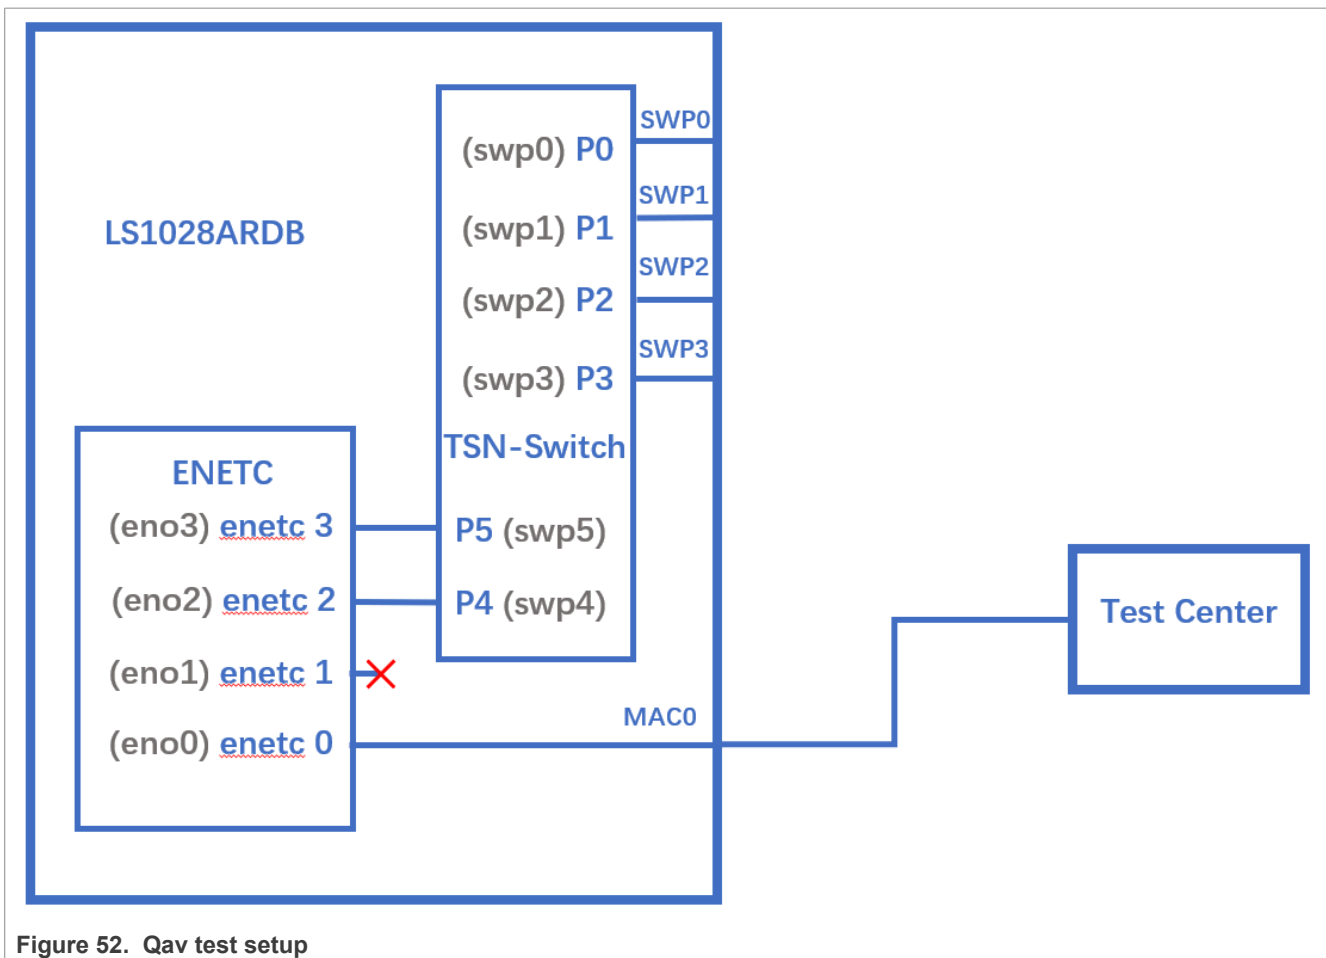 SWP0
(swp0) P0
SWP1
(swp1) P1
LS1028ARDB
SWP2
(swp2) P2
SWP3
(swp3) P3
TSN-Switch
ENETC
(eno3) enetc 3
P5 (swp5)
(eno2) enetc 2
P4 (swp4)
Test Center
(eno1) enetc 1
MAC0
(eno0) enetc 0
Figure 52. Qav test setup